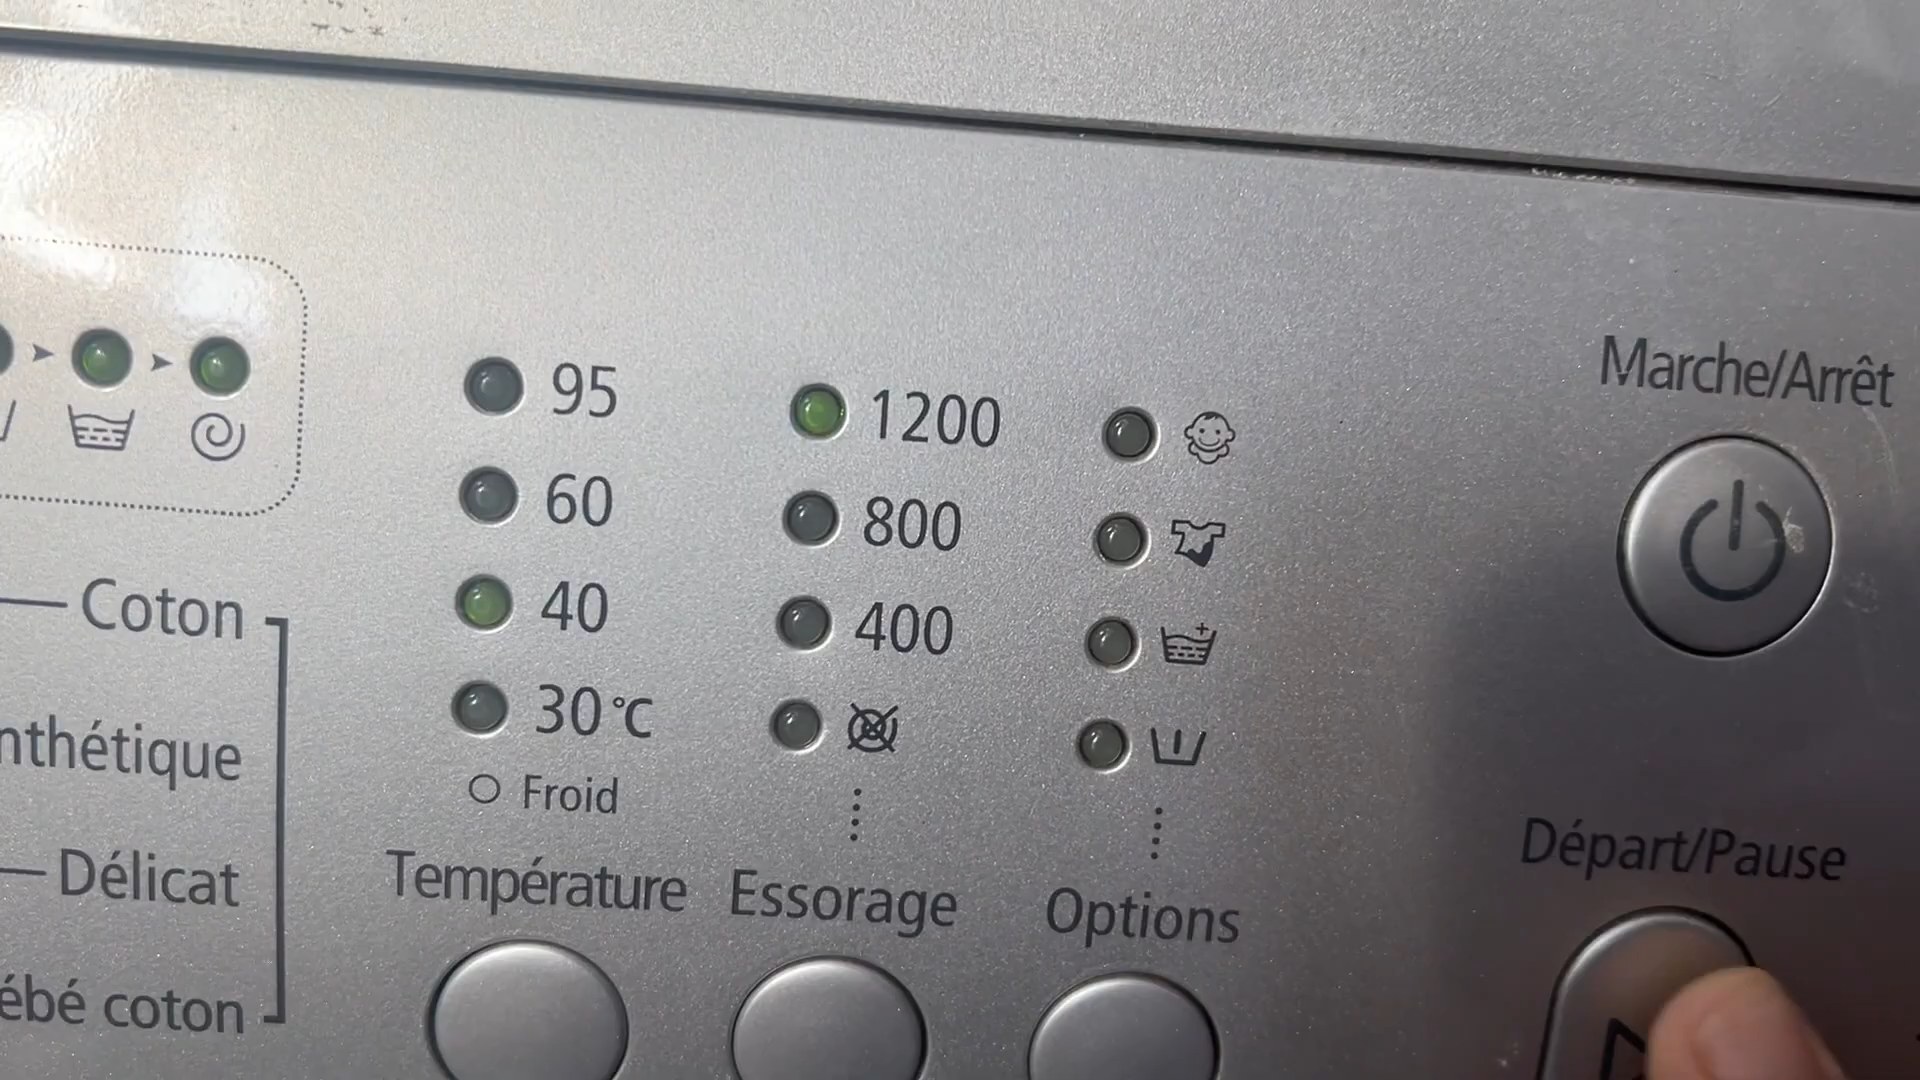 95
60
40
30°C
Froid
Température
1200
800
400
Essorage
Options
Marche/Arrêt
Départ/Pause
Coton
nthétique
Délicat
ébé coton